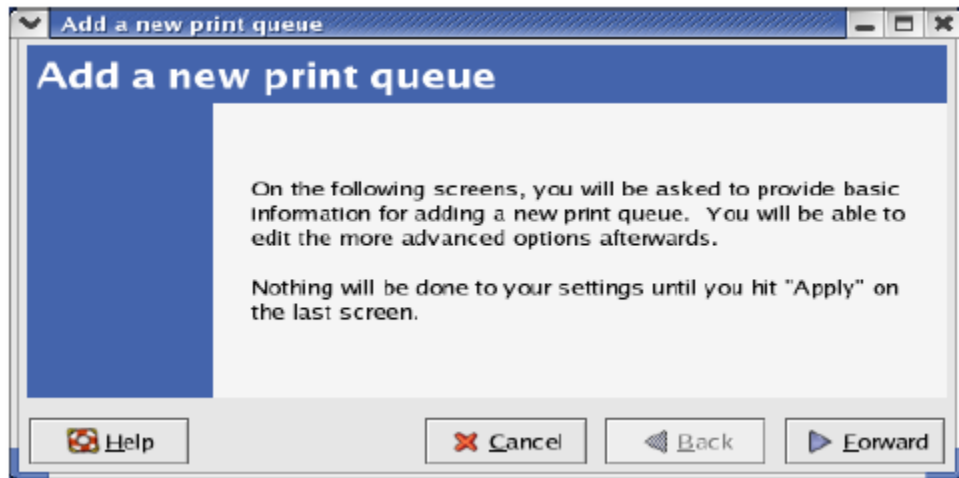 Add a new print queue
Add a new print queue
On the following screens, you will be asked to provide basic
information for adding a new print queue.  You will be able to
edit the more advanced options afterwards.
Nothing will be done to your settings until you hit "Apply" on
the last screen.
Help
Cancel
Back
Forward